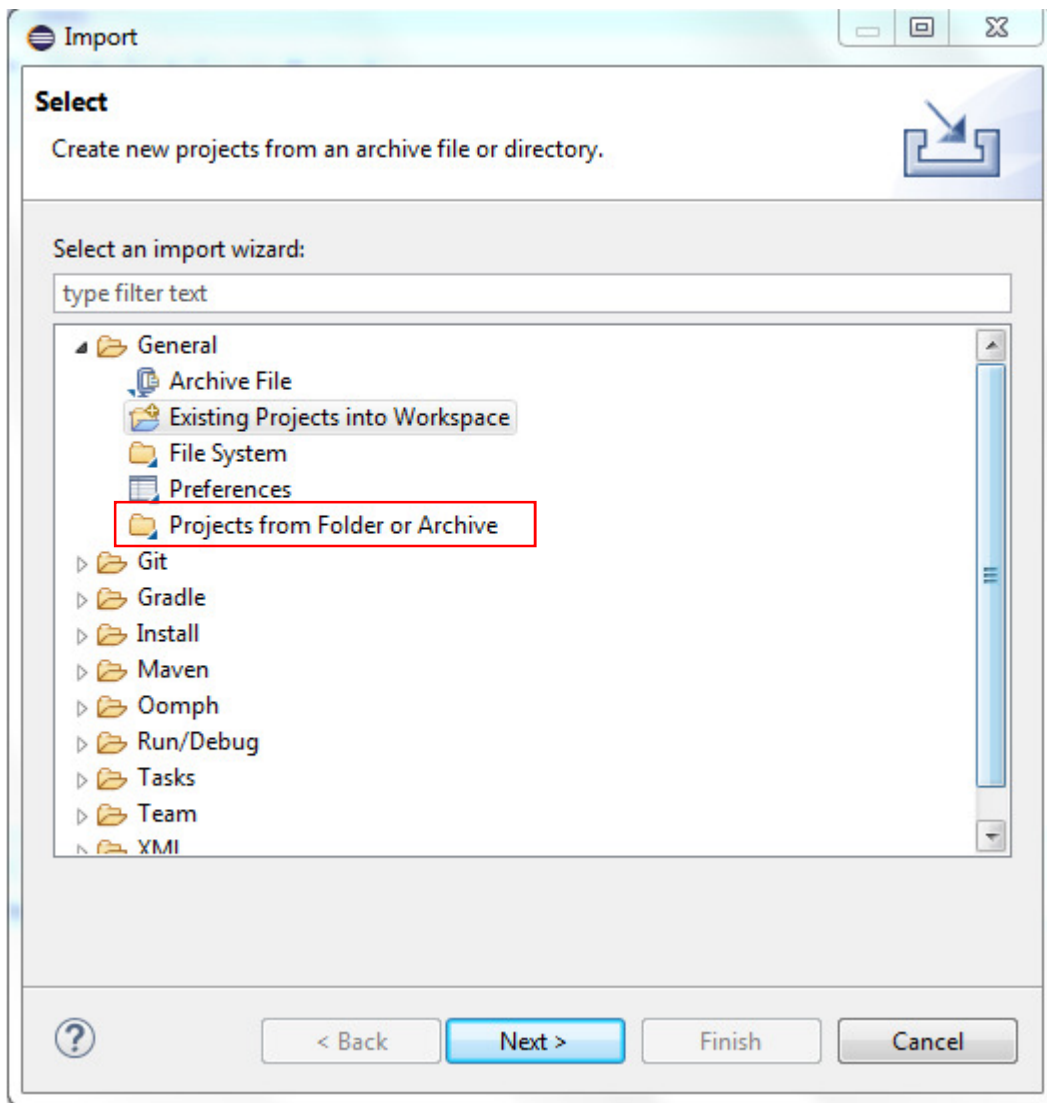 Import
Select
Create new projects from an archive file or directory.
Select an import wizard:
type filter text
General
Archive File
Existing Projects into Workspace
File System
Preferences
Projects from Folder or Archive
Git
Gradle
Install
Maven
Oomph
Run/Debug
Tasks
Team
XML
?
< Back
Next >
Finish
Cancel